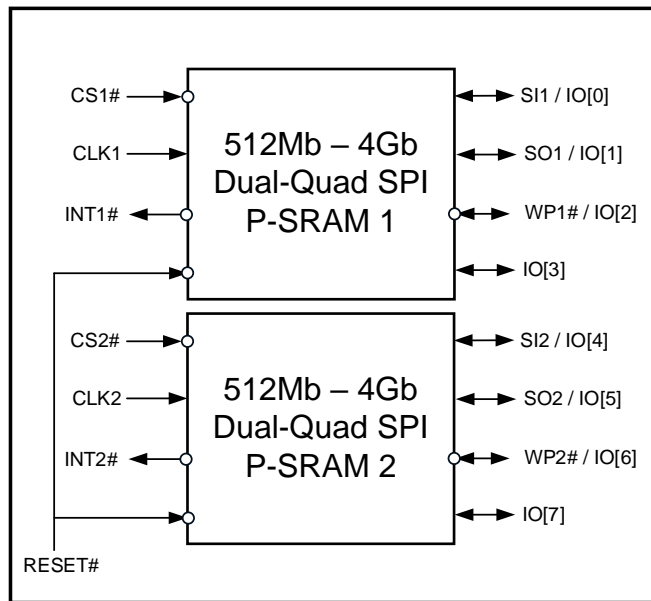 CS1#
CLK1
INT1#
512Mb – 4Gb
Dual-Quad SPI
P-SRAM 1
SI1 / IO[0]
SO1 / IO[1]
WP1# / IO[2]
IO[3]
CS2#
CLK2
INT2#
RESET#
512Mb – 4Gb
Dual-Quad SPI
P-SRAM 2
SI2 / IO[4]
SO2 / IO[5]
WP2# / IO[6]
IO[7]